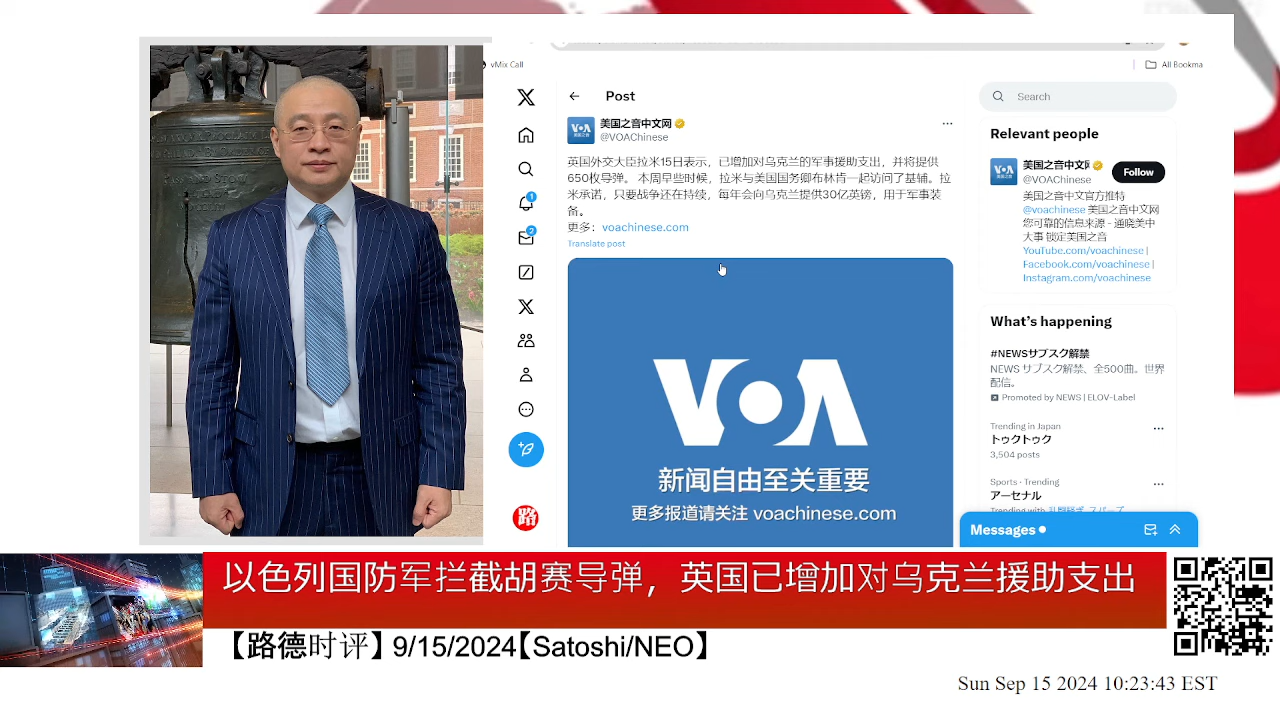 vMix Call
All Bookma
Post
美国之音中文网
@VOAChinese
英国外交大臣拉米15日表示，已增加对乌克兰的军事援助支出，并将提供
650枚导弹。 本周早些时候，拉米与美国国务卿布林肯一起访问了基辅。拉
米承诺，只要战争还在持续，每年会向乌克兰提供30亿英镑，用于军事装
备。
更多： voachinese.com
Translate post
VOA
新闻自由至关重要
更多报道请关注 voachinese.com
1
2
路
Search
Relevant people
美国之音中文网
@VOAChinese
Follow
美国之音中文官方推特
@voachinese 美国之音中文网
您可靠的信息来源 - 通晓美中
大事 锁定美国之音
YouTube.com/voachinese |
Facebook.com/voachinese |
Instagram.com/voachinese
What's happening
#NEWSサブスク解禁
NEWS サブスク解禁、全500曲。世界
配信。
Promoted by NEWS | ELOV-Label
Trending in Japan
トゥクトゥク
3,504 posts
Sports · Trending
アーセナル
Trending with
スパーズ
Messages
以色列国防军拦截胡赛导弹，英国已增加对乌克兰援助支出
【路德时评】9/15/2024【Satoshi/NEO】
Sun Sep 15 2024 10:23:43 EST